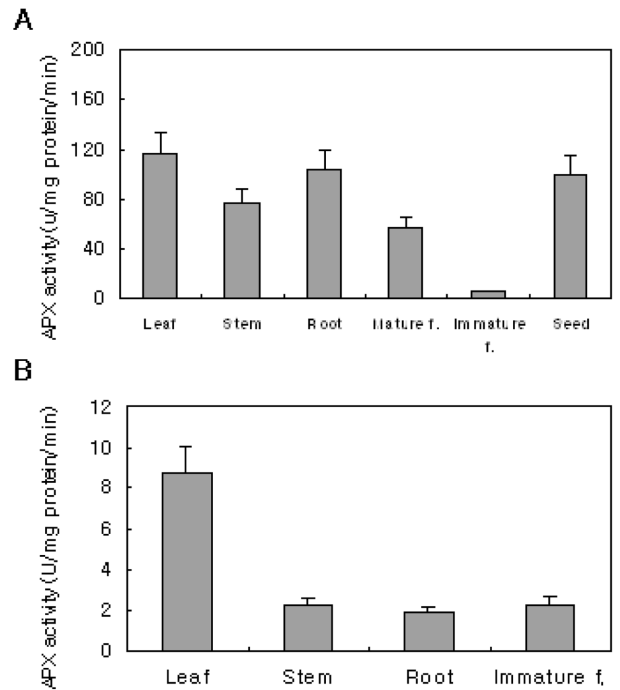 A
APX activity (u/mg protein/min)
200
160
120
80
40
0
Leaf
Stem
Root
Mature f.
Immature
f.
Seed
B
APX activity (U/mg protein/min)
12
10
8
6
4
2
0
Leaf
Stem
Root
Immature f.